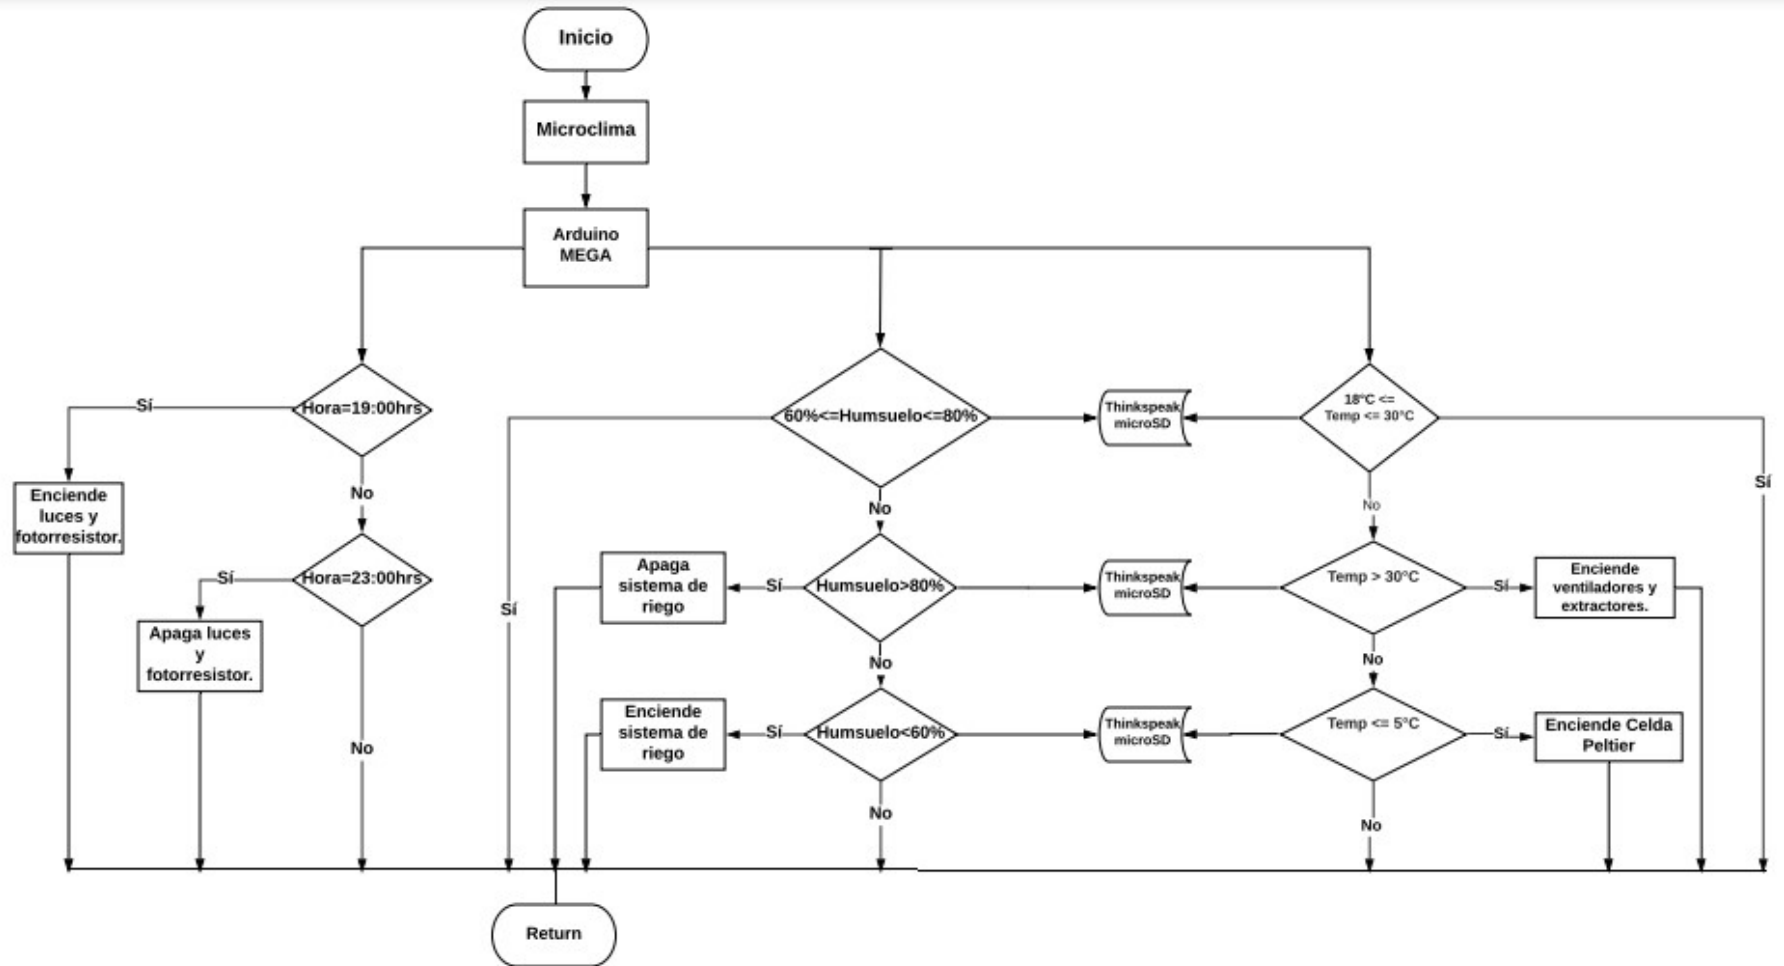 Inicio
Microclima
Arduino
MEGA
Hora=19:00hrs
Sí
No
Enciende
luces y
fotorresistor.
Hora=23:00hrs
Sí
Apaga luces
y
fotorresistor.
No
60%<=Humsuelo<=80%
Sí
No
Thinkspeak
microSD
Humsuelo>80%
Sí
Apaga
sistema de
riego
No
Thinkspeak
microSD
Humsuelo<60%
Sí
Enciende
sistema de
riego
No
Thinkspeak
microSD
18°C <=
Temp <= 30°C
Sí
No
Temp > 30°C
Sí
Enciende
ventiladores y
extractores.
No
Temp <= 5°C
Sí
Enciende Celda
Peltier
No
Return